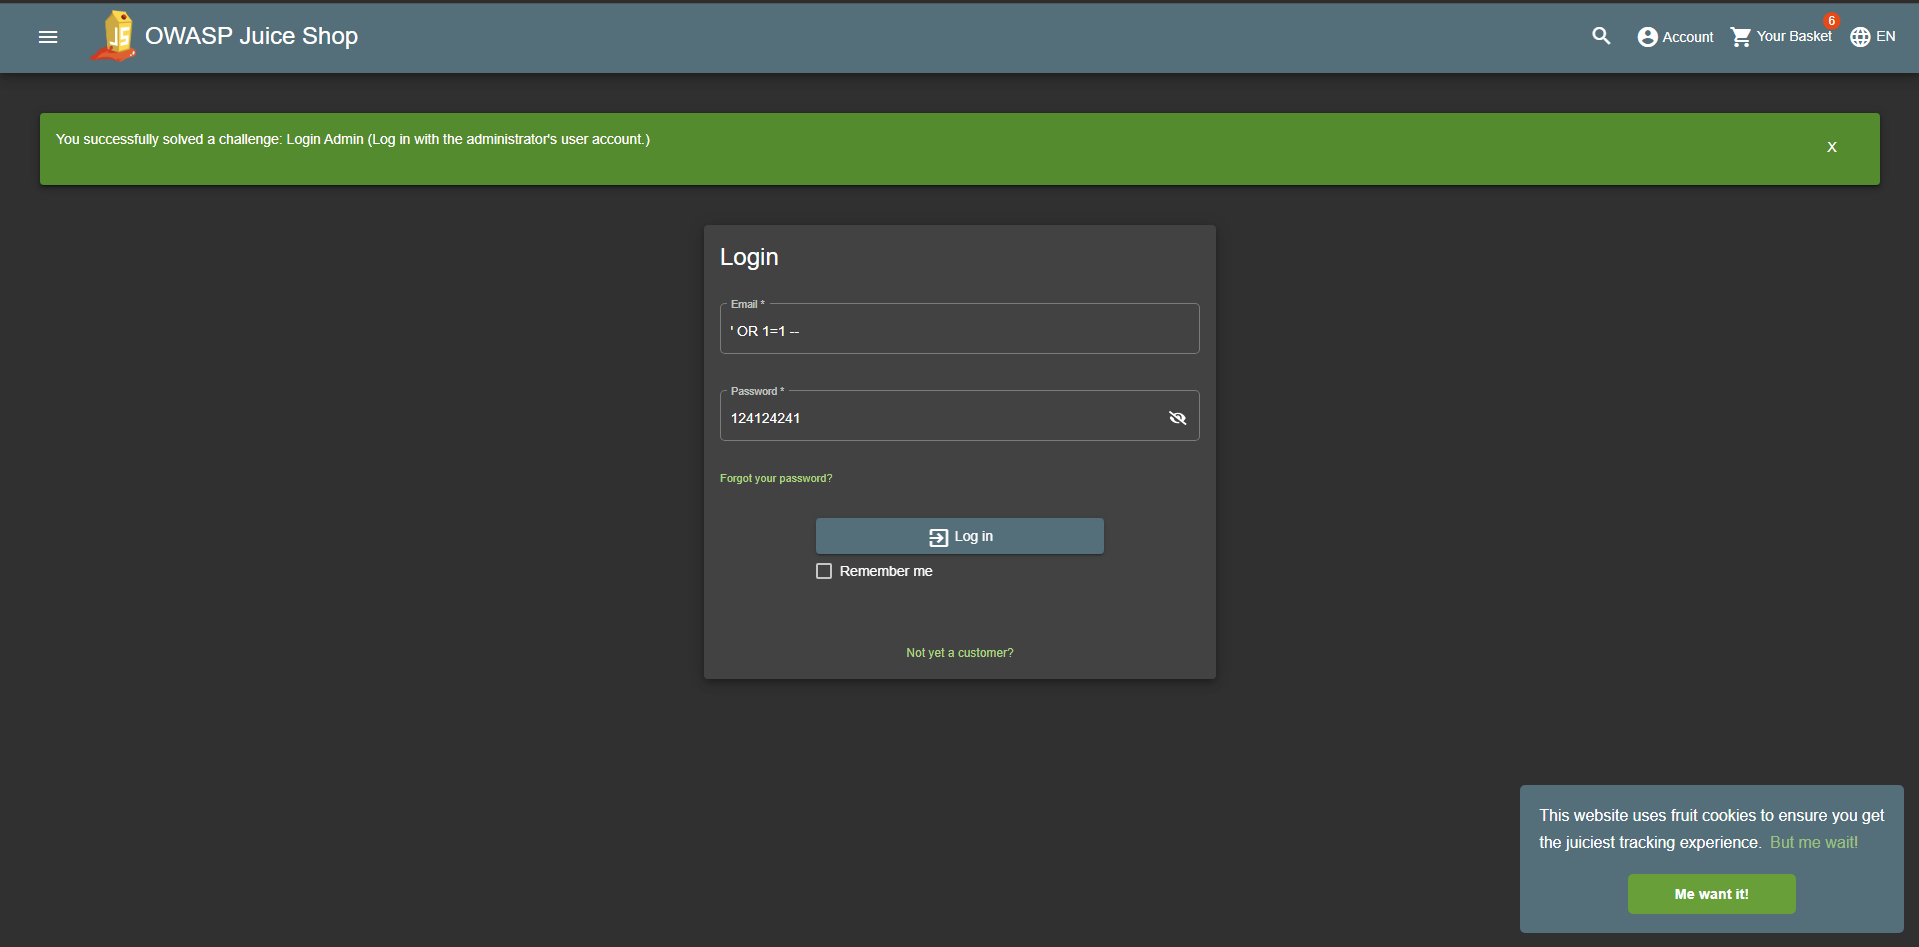 OWASP Juice Shop
Account
Your Basket
6
EN
You successfully solved a challenge: Login Admin (Log in with the administrator's user account.)
X
Login
Email *
' OR 1=1 --
Password *
124124241
Forgot your password?
Log in
Remember me
Not yet a customer?
This website uses fruit cookies to ensure you get
the juiciest tracking experience. But me wait!
Me want it!